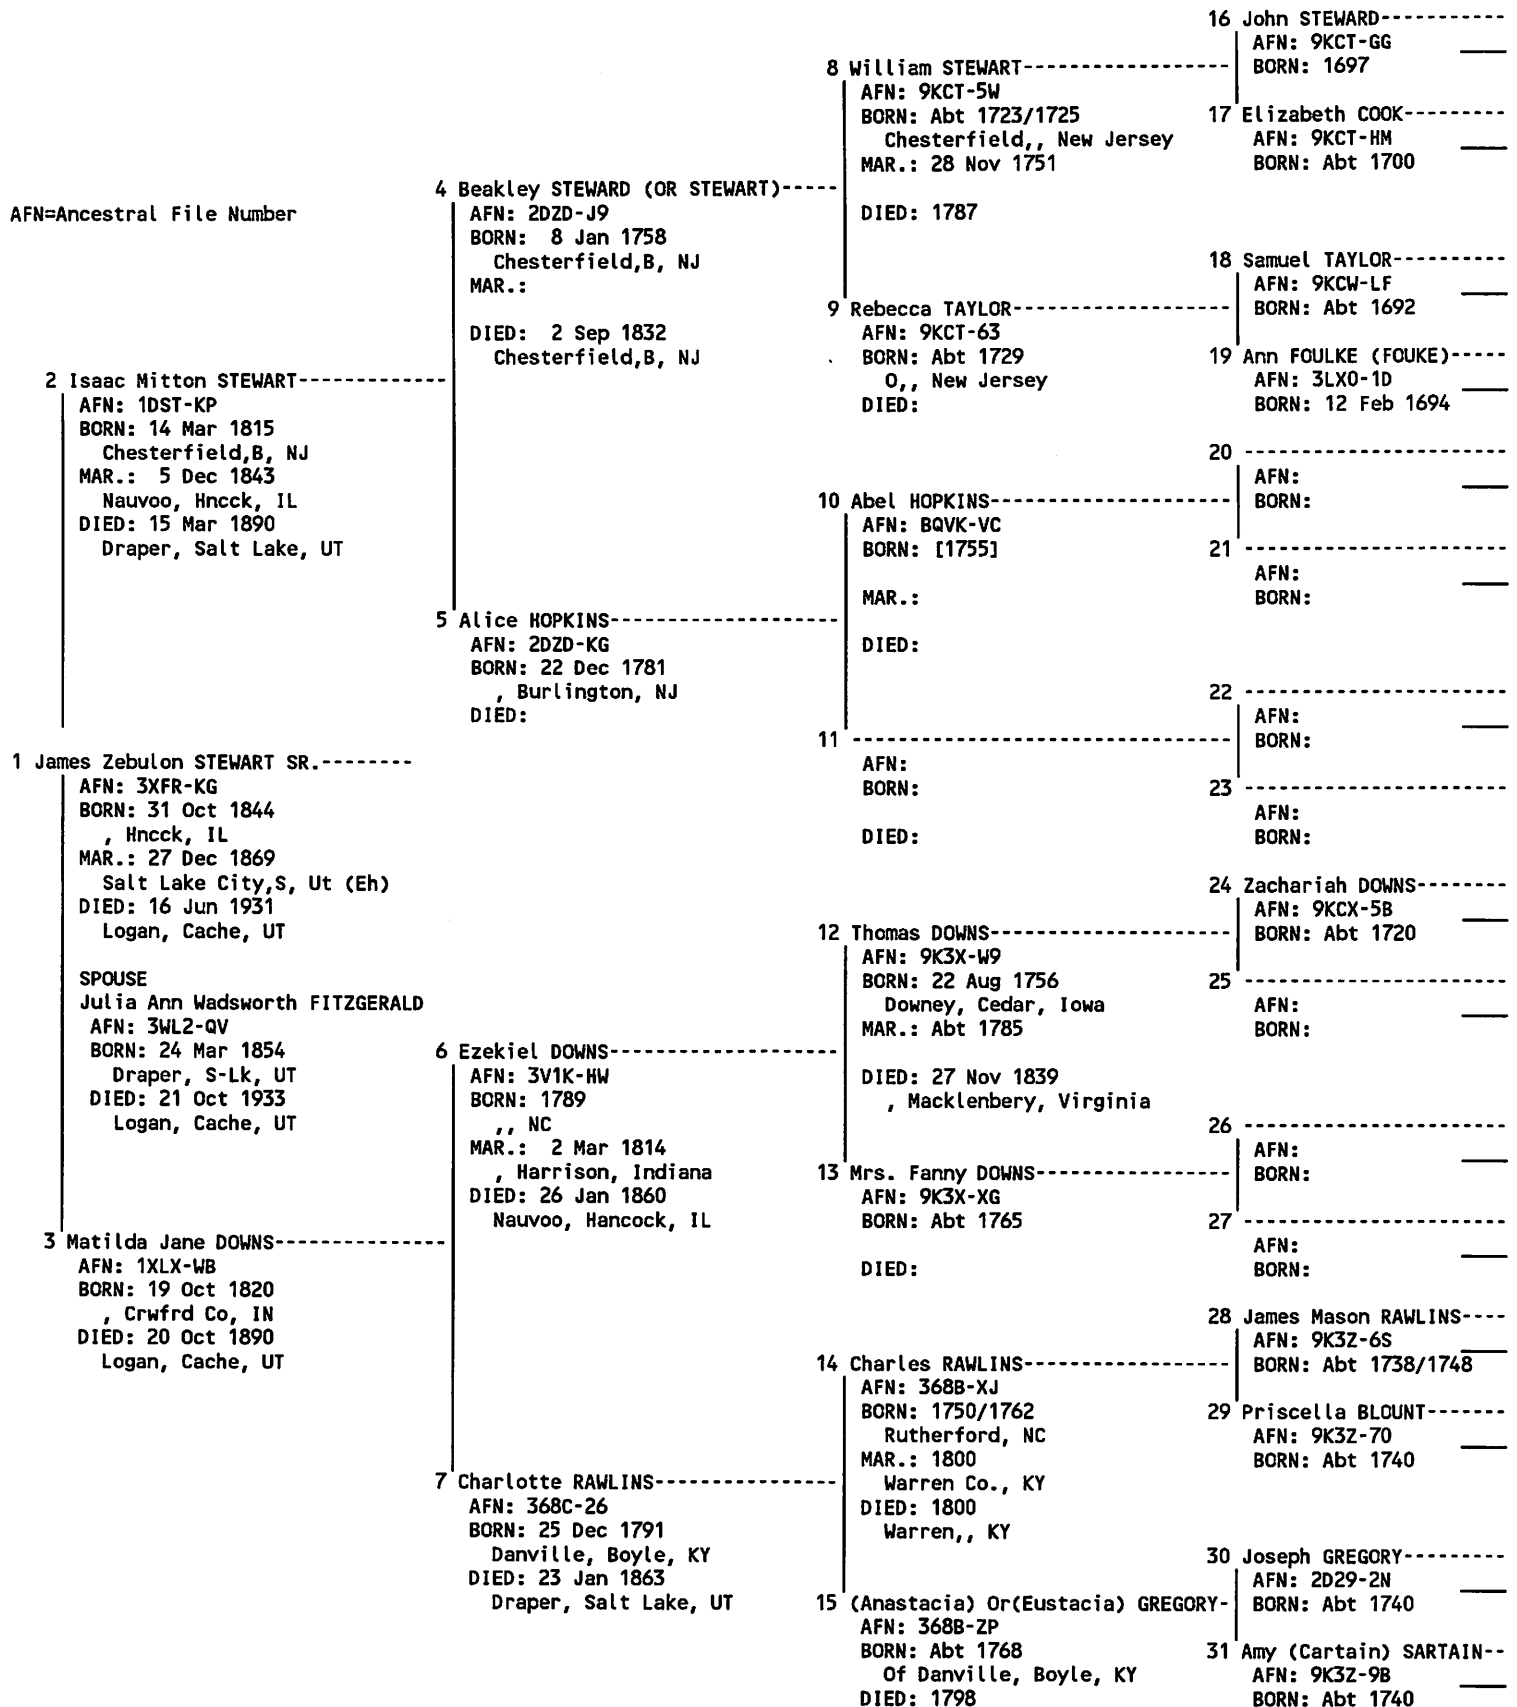 AFN=Ancestral File Number
1 James Zebulon STEWART SR.--------
AFN: 3XFR-KG
BORN: 31 Oct 1844
, Hncck, IL
MAR.: 27 Dec 1869
Salt Lake City,S, Ut (Eh)
DIED: 16 Jun 1931
Logan, Cache, UT
SPOUSE
Julia Ann Wadsworth FITZGERALD
AFN: 3WL2-QV
BORN: 24 Mar 1854
Draper, S-Lk, UT
DIED: 21 Oct 1933
Logan, Cache, UT
2 Isaac Mitton STEWART------------
AFN: 1DST-KP
BORN: 14 Mar 1815
Chesterfield,B, NJ
MAR.: 5 Dec 1843
Nauvoo, Hncck, IL
DIED: 15 Mar 1890
Draper, Salt Lake, UT
3 Matilda Jane DOWNS--------------
AFN: 1XLX-WB
BORN: 19 Oct 1820
, Crwfrd Co, IN
DIED: 20 Oct 1890
Logan, Cache, UT
4 Beakley STEWARD (OR STEWART)-----
AFN: 2DZD-J9
BORN: 8 Jan 1758
Chesterfield,B, NJ
MAR.:
DIED: 2 Sep 1832
Chesterfield,B, NJ
5 Alice HOPKINS-------------------
AFN: 2DZD-KG
BORN: 22 Dec 1781
, Burlington, NJ
DIED:
6 Ezekiel DOWNS-------------------
AFN: 3V1K-HW
BORN: 1789
,, NC
MAR.: 2 Mar 1814
, Harrison, Indiana
DIED: 26 Jan 1860
Nauvoo, Hancock, IL
7 Charlotte RAWLINS---------------
AFN: 368C-26
BORN: 25 Dec 1791
Danville, Boyle, KY
DIED: 23 Jan 1863
Draper, Salt Lake, UT
8 William STEWART-----------------
AFN: 9KCT-5W
BORN: Abt 1723/1725
Chesterfield,, New Jersey
MAR.: 28 Nov 1751
DIED: 1787
9 Rebecca TAYLOR------------------
AFN: 9KCT-63
BORN: Abt 1729
O,, New Jersey
DIED:
10 Abel HOPKINS--------------------
AFN: BQVK-VC
BORN: [1755]
MAR.:
DIED:
11 --------------------------------
AFN:
BORN:
DIED:
12 Thomas DOWNS--------------------
AFN: 9K3X-W9
BORN: 22 Aug 1756
Downey, Cedar, Iowa
MAR.: Abt 1785
DIED: 27 Nov 1839
, Macklenbery, Virginia
13 Mrs. Fanny DOWNS----------------
AFN: 9K3X-XG
BORN: Abt 1765
DIED:
14 Charles RAWLINS-----------------
AFN: 368B-XJ
BORN: 1750/1762
Rutherford, NC
MAR.: 1800
Warren Co., KY
DIED: 1800
Warren,, KY
15 (Anastacia) Or(Eustacia) GREGORY-
AFN: 368B-ZP
BORN: Abt 1768
Of Danville, Boyle, KY
DIED: 1798
16 John STEWARD-----------
AFN: 9KCT-GG
BORN: 1697
17 Elizabeth COOK---------
AFN: 9KCT-HM
BORN: Abt 1700
18 Samuel TAYLOR----------
AFN: 9KCW-LF
BORN: Abt 1692
19 Ann FOULKE (FOUKE)-----
AFN: 3LX0-1D
BORN: 12 Feb 1694
20 ----------------------
AFN:
BORN:
21 ----------------------
AFN:
BORN:
22 ----------------------
AFN:
BORN:
23 ----------------------
AFN:
BORN:
24 Zachariah DOWNS--------
AFN: 9KCX-5B
BORN: Abt 1720
25 ----------------------
AFN:
BORN:
26 ----------------------
AFN:
BORN:
27 ----------------------
AFN:
BORN:
28 James Mason RAWLINS----
AFN: 9K3Z-6S
BORN: Abt 1738/1748
29 Priscella BLOUNT-------
AFN: 9K3Z-70
BORN: Abt 1740
30 Joseph GREGORY---------
AFN: 2D29-2N
BORN: Abt 1740
31 Amy (Cartain) SARTAIN--
AFN: 9K3Z-9B
BORN: Abt 1740